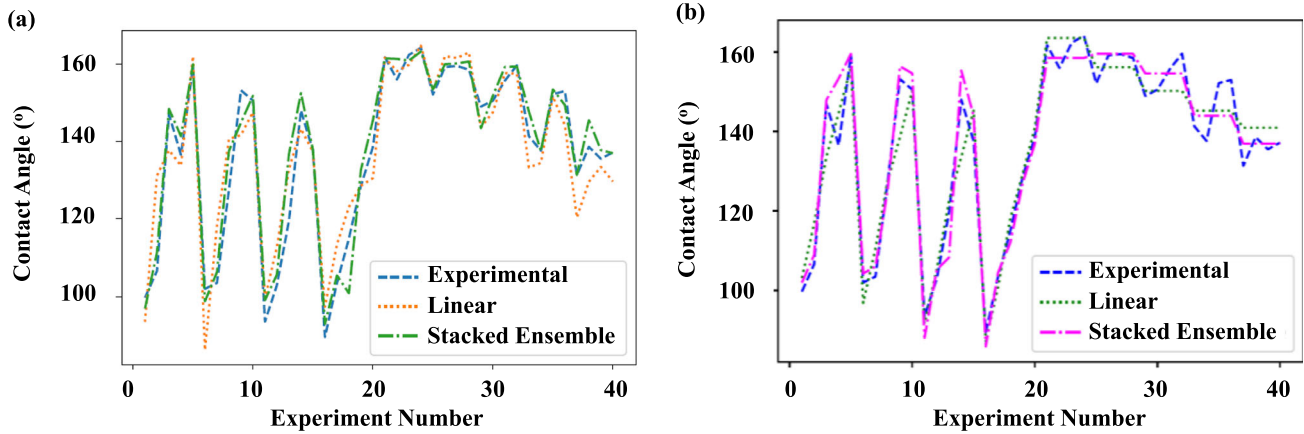 (a)
Contact Angle (º)
160
140
120
100
0 10 20 30 40
Experiment Number
Experimental
Linear
Stacked Ensemble
(b)
Contact Angle (º)
160
140
120
100
0 10 20 30 40
Experiment Number
Experimental
Linear
Stacked Ensemble